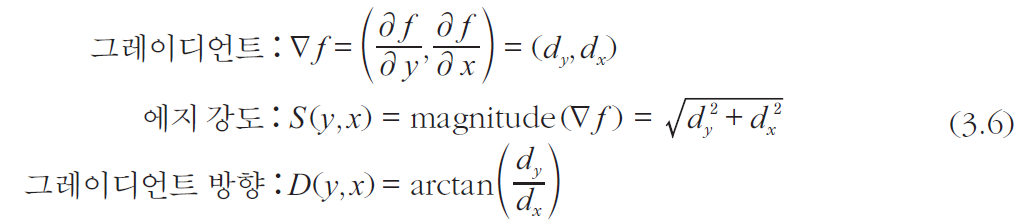 그레이디언트 : ∇f = (∂f/∂y, ∂f/∂x) = (d_y, d_x)
에지 강도 : S(y,x) = magnitude(∇f) = √(d_y² + d_x²) (3.6)
그레이디언트 방향 : D(y,x) = arctan(d_y/d_x)